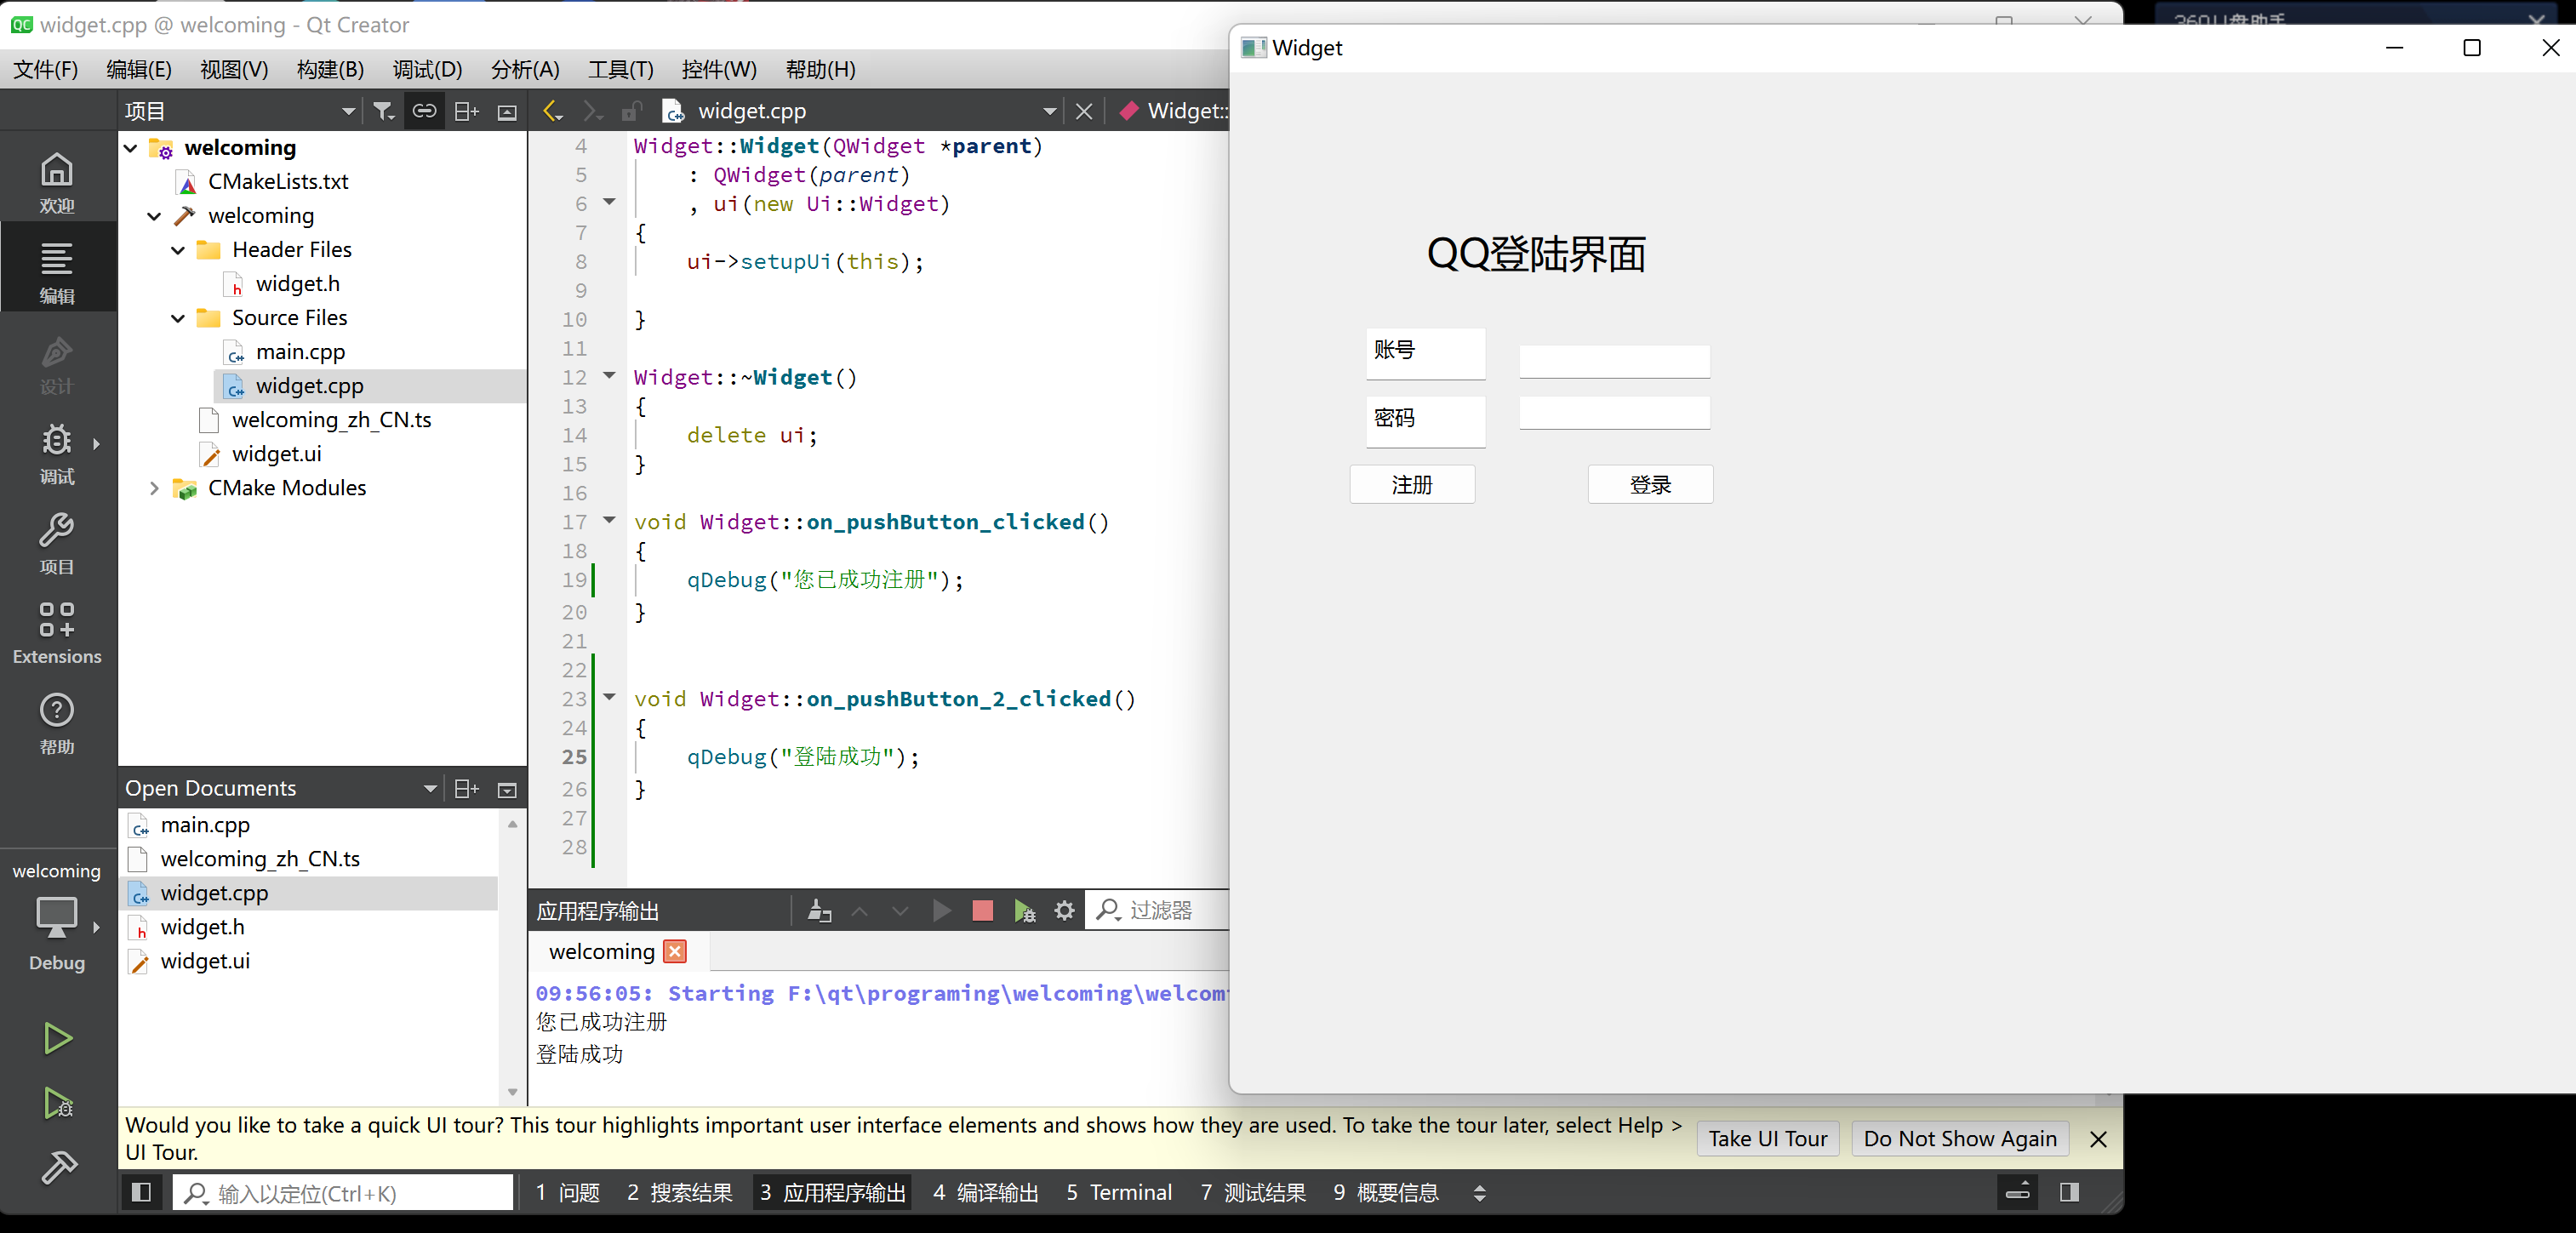 widget.cpp @ welcoming - Qt Creator
文件(F) 编辑(E) 视图(V) 构建(B) 调试(D) 分析(A) 工具(T) 控件(W) 帮助(H)
项目
widget.cpp
Widget::
欢迎
编辑
设计
调试
项目
Extensions
帮助
welcoming
Debug
welcoming
CMakeLists.txt
welcoming
Header Files
widget.h
Source Files
main.cpp
widget.cpp
welcoming_zh_CN.ts
widget.ui
CMake Modules
Open Documents
main.cpp
welcoming_zh_CN.ts
widget.cpp
widget.h
widget.ui
4 Widget::Widget(QWidget *parent)
5 : QWidget(parent)
6 , ui(new Ui::Widget)
7 {
8 ui->setupUi(this);
9
10 }
11
12 Widget::~Widget()
13 {
14 delete ui;
15 }
16
17 void Widget::on_pushButton_clicked()
18 {
19 qDebug("您已成功注册");
20 }
21
22
23 void Widget::on_pushButton_2_clicked()
24 {
25 qDebug("登陆成功");
26 }
27
28
应用程序输出
过滤器
welcoming
09:56:05: Starting F:\qt\programing\welcoming\welcom
您已成功注册
登陆成功
Would you like to take a quick UI tour? This tour highlights important user interface elements and shows how they are used. To take the tour later, select Help >
UI Tour.
Take UI Tour
Do Not Show Again
输入以定位(Ctrl+K)
1 问题 2 搜索结果 3 应用程序输出 4 编译输出 5 Terminal 7 测试结果 9 概要信息
Widget
QQ登陆界面
账号
密码
注册
登录